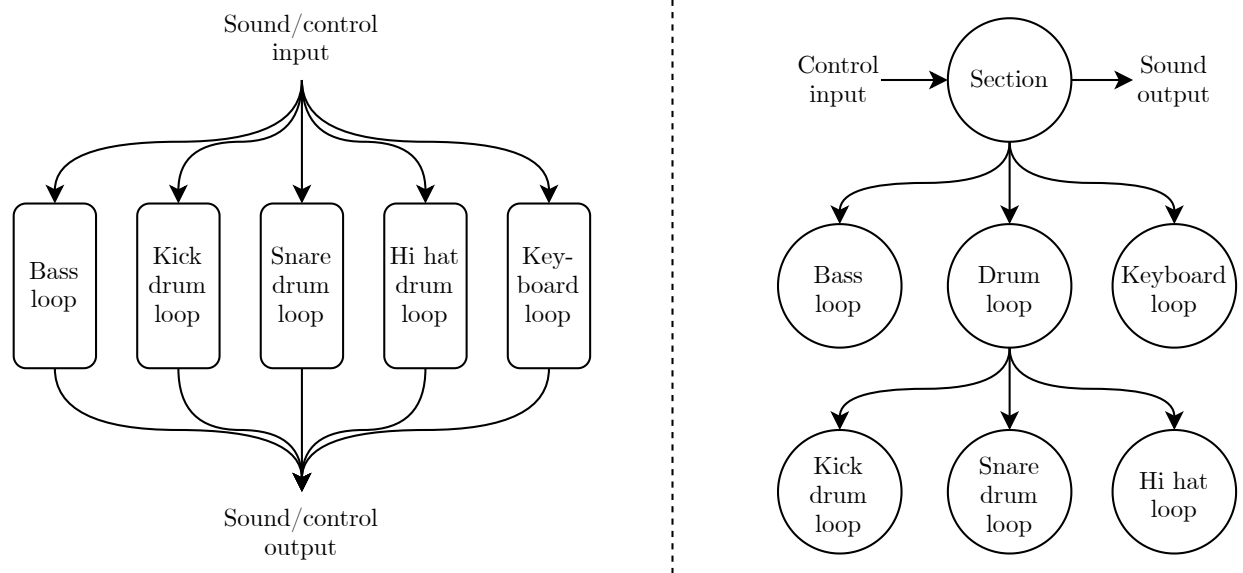 Sound/control
input
Bass
loop
Kick
drum
loop
Snare
drum
loop
Hi hat
drum
loop
Key-
board
loop
Sound/control
output
Control
input
Section
Sound
output
Bass
loop
Drum
loop
Keyboard
loop
Kick
drum
loop
Snare
drum
loop
Hi hat
loop